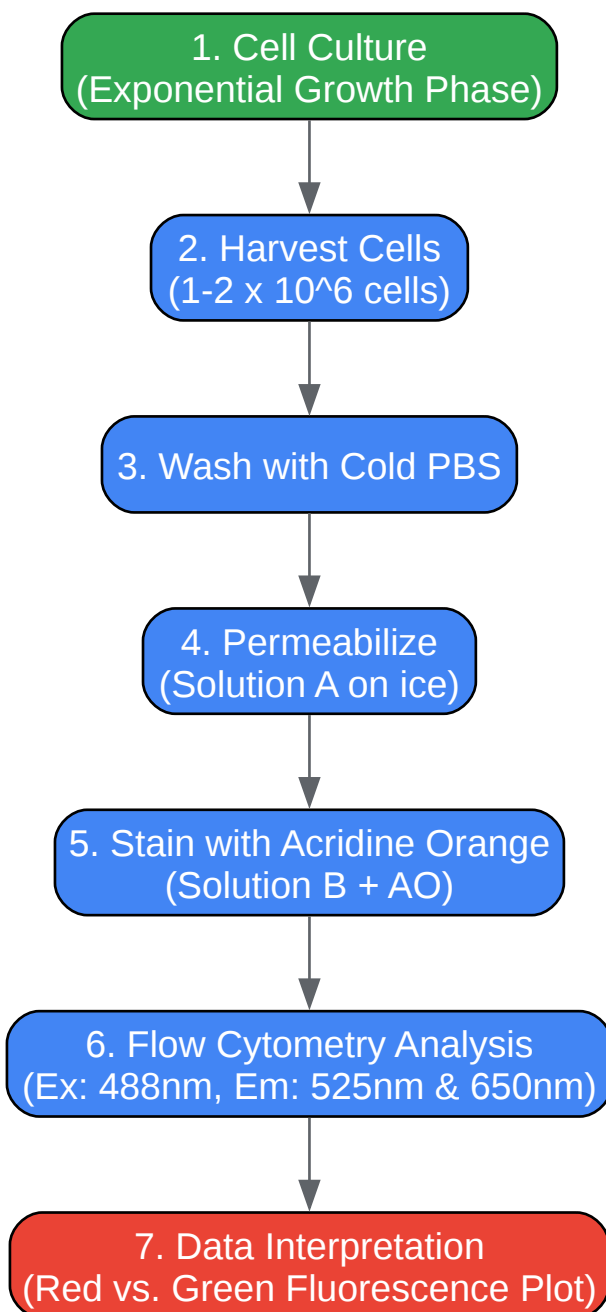 1. Cell Culture
(Exponential Growth Phase)
2. Harvest Cells
(1-2 x 10^6 cells)
3. Wash with Cold PBS
4. Permeabilize
(Solution A on ice)
5. Stain with Acridine Orange
(Solution B + AO)
6. Flow Cytometry Analysis
(Ex: 488nm, Em: 525nm & 650nm)
7. Data Interpretation
(Red vs. Green Fluorescence Plot)